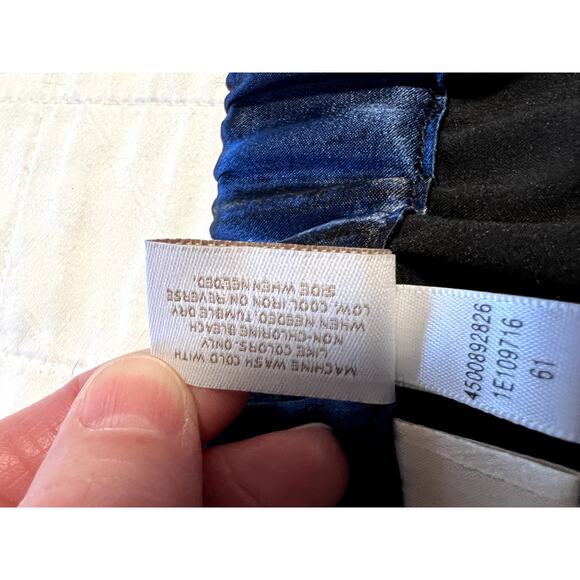 MACHINE WASH COLD WITH
LIKE COLORS. ONLY
NON-CHLORINE BLEACH
WHEN NEEDED. TUMBLE DRY
LOW, COOL IRON ON REVERSE
SIDE WHEN NEEDED.
4500892826
1E109716
61